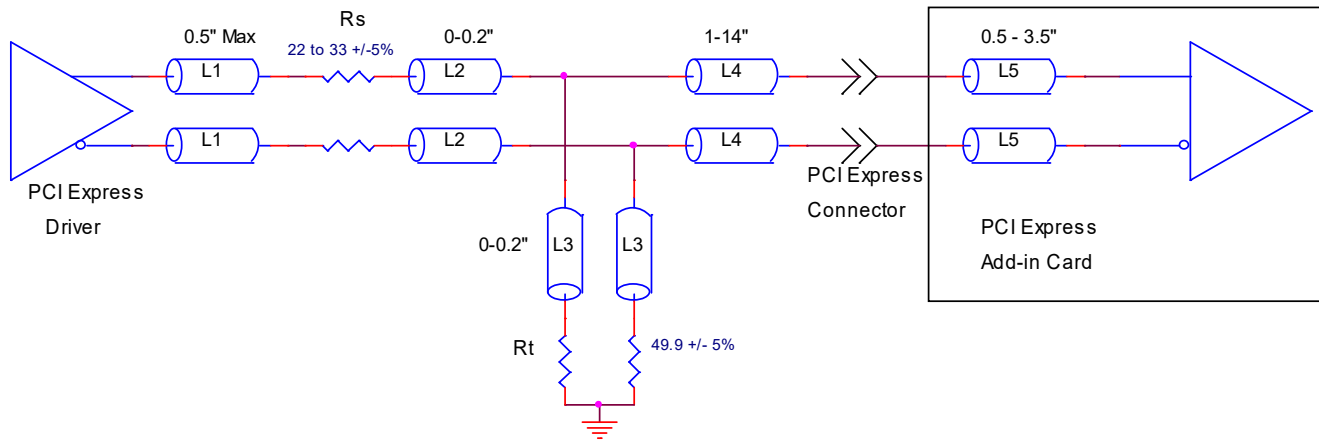 Rs
0.5" Max
22 to 33 +/-5%
0-0.2"
1-14"
0.5 - 3.5"
L1
L2
L4
L5
L1
L2
L4
L5
PCI Express
Driver
PCI Express
Connector
PCI Express
Add-in Card
0-0.2"
L3
L3
Rt
49.9 +/- 5%